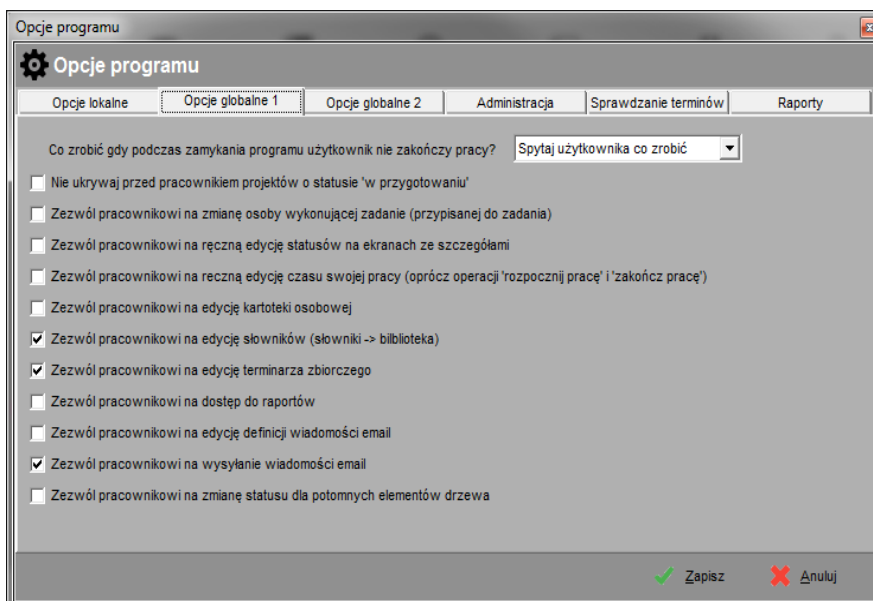 Opcje programu
Opcje programu
Opcje lokalne Opcje globalne 1 Opcje globalne 2 Administracja Sprawdzanie terminów Raporty
Co zrobić gdy podczas zamykania programu użytkownik nie zakończy pracy? Spytaj użytkownika co zrobić
Nie ukrywaj przed pracownikiem projektów o statusie 'w przygotowaniu'
Zezwól pracownikowi na zmianę osoby wykonującej zadanie (przypisanej do zadania)
Zezwól pracownikowi na ręczną edycję statusów na ekranach ze szczegółami
Zezwól pracownikowi na reczną edycję czasu swojej pracy (oprócz operacji 'rozpocznij pracę' i 'zakończ pracę')
Zezwól pracownikowi na edycję kartoteki osobowej
Zezwól pracownikowi na edycję słowników (słowniki -> bilblioteka)
Zezwól pracownikowi na edycję terminarza zbiorczego
Zezwól pracownikowi na dostęp do raportów
Zezwól pracownikowi na edycję definicji wiadomości email
Zezwól pracownikowi na wysyłanie wiadomości email
Zezwól pracownikowi na zmianę statusu dla potomnych elementów drzewa
Zapisz Anuluj